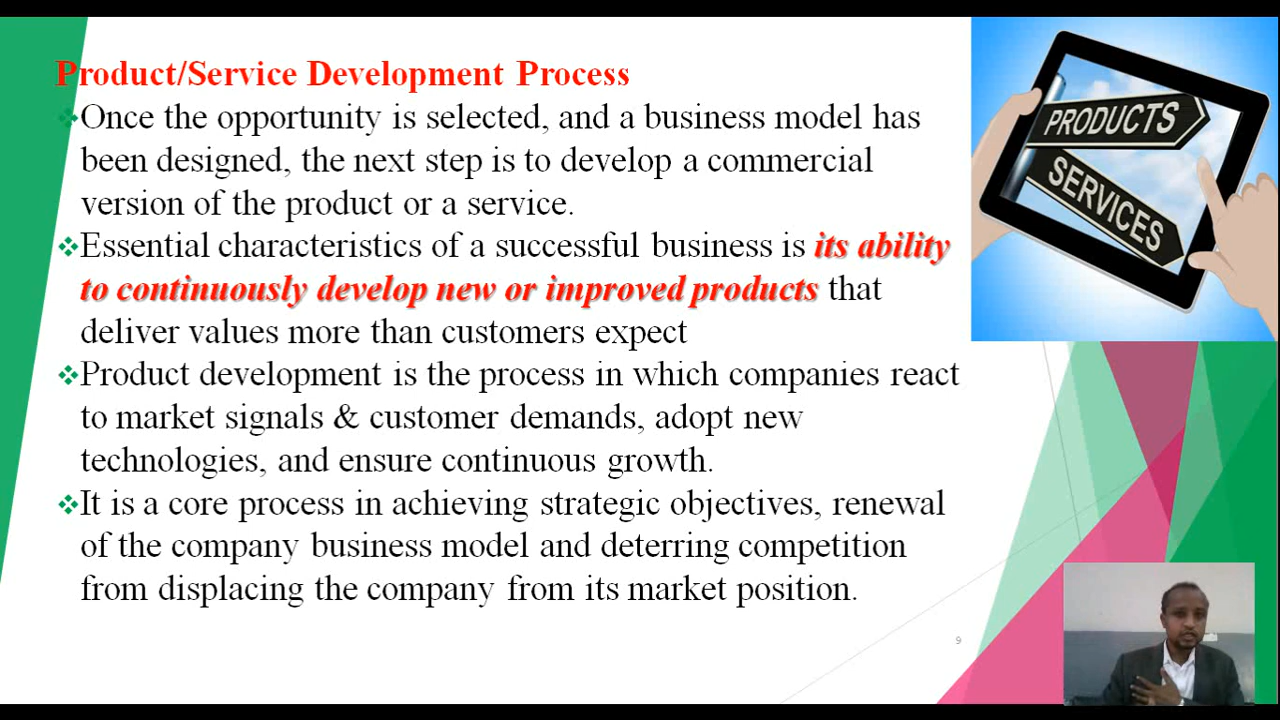 Product/Service Development Process
❖Once the opportunity is selected, and a business model has
been designed, the next step is to develop a commercial
version of the product or a service.
❖Essential characteristics of a successful business is its ability
to continuously develop new or improved products that
deliver values more than customers expect
❖Product development is the process in which companies react
to market signals & customer demands, adopt new
technologies, and ensure continuous growth.
❖It is a core process in achieving strategic objectives, renewal
of the company business model and deterring competition
from displacing the company from its market position.
PRODUCTS
SERVICES
9